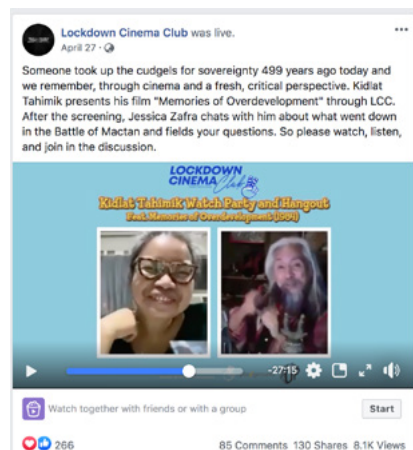 Lockdown Cinema Club was live.
April 27 ·
Someone took up the cudgels for sovereignty 499 years ago today and
we remember, through cinema and a fresh, critical perspective. Kidlat
Tahimik presents his film "Memories of Overdevelopment" through LCC.
After the screening, Jessica Zafra chats with him about what went down
in the Battle of Mactan and fields your questions. So please watch, listen,
and join in the discussion.
LOCKDOWN
CINEMA Club
Kidlat Tahimik Watch Party and Hangout
Feat. Memories of Overdevelopment (1984)
-27:15
Watch together with friends or with a group
Start
266
85 Comments 130 Shares 8.1K Views